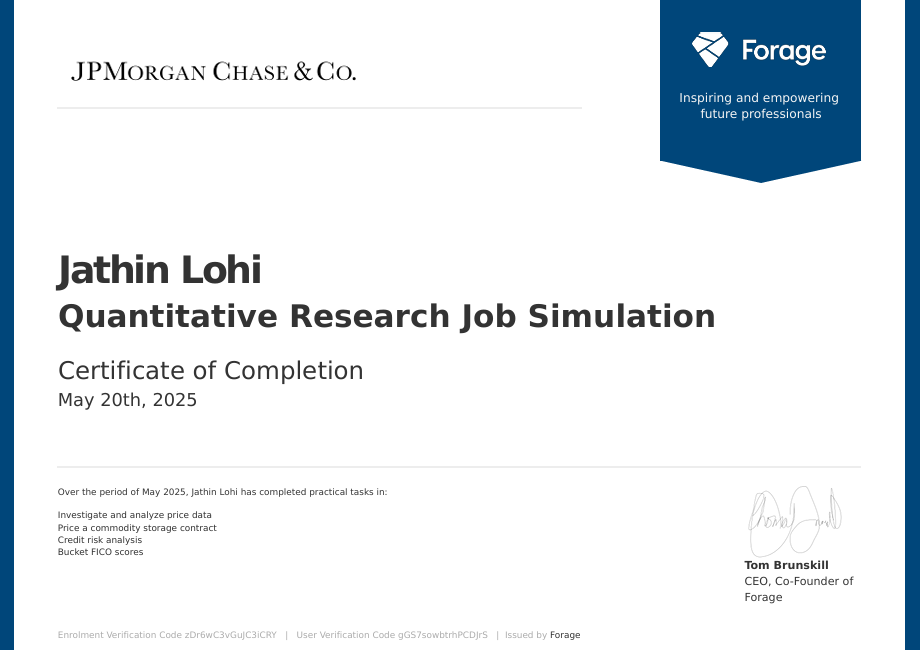 JPMORGAN CHASE & CO.
Forage
Inspiring and empowering
future professionals
Jathin Lohi
Quantitative Research Job Simulation
Certificate of Completion
May 20th, 2025
Over the period of May 2025, Jathin Lohi has completed practical tasks in:
Investigate and analyze price data
Price a commodity storage contract
Credit risk analysis
Bucket FICO scores
Tom Brunskill
CEO, Co-Founder of
Forage
Enrolment Verification Code zDr6wC3vGuJC3iCRY | User Verification Code gGS7sowbtrhPCDJrS | Issued by Forage